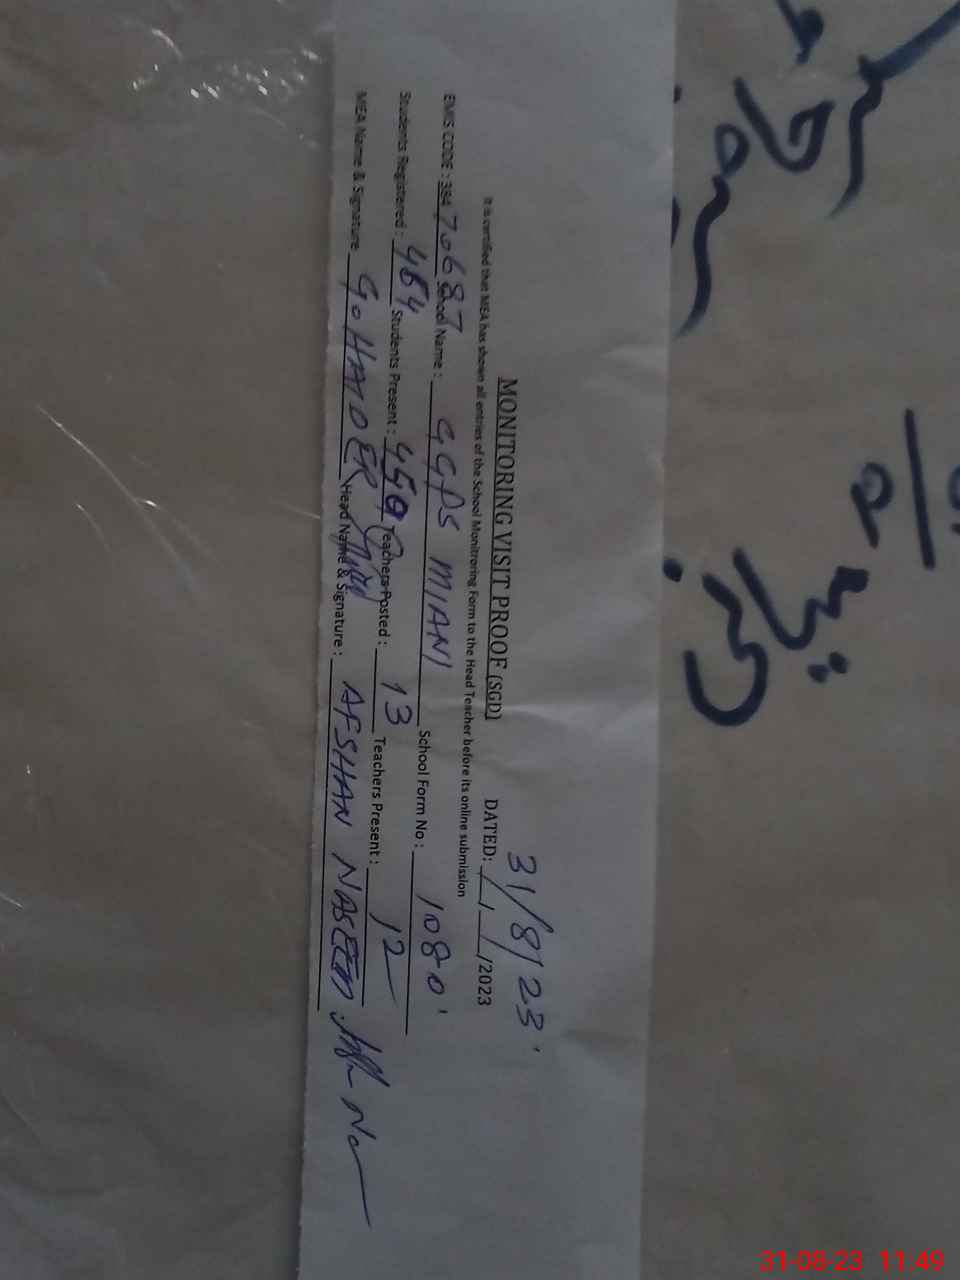 MONITORING VISIT PROOF (SGD) DATED: 31/8/23 /2023
It is certified that MEA has shown all entries of the School Monitroring Form to the Head Teacher before its online submission
EMIS CODE : 384 70687 School Name : GGPS MIANI School Form No : 1080
Students Registered : 484 Students Present : Teachers Posted : 13 Teachers Present : 12
MEA Name & Signature Head Name & Signature : AFSHAN NASEEM
میانی
31-08-23 11:49